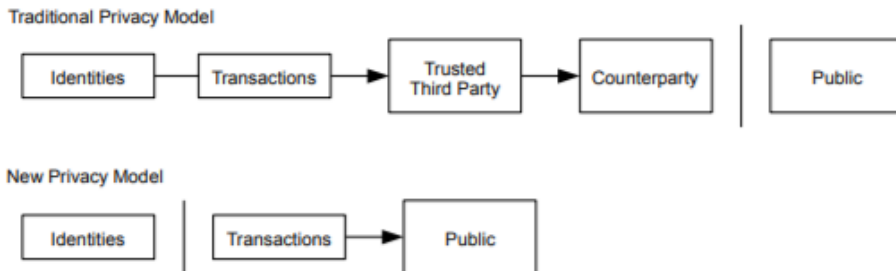 Traditional Privacy Model
Identities
Transactions
Trusted
Third Party
Counterparty
Public
New Privacy Model
Identities
Transactions
Public